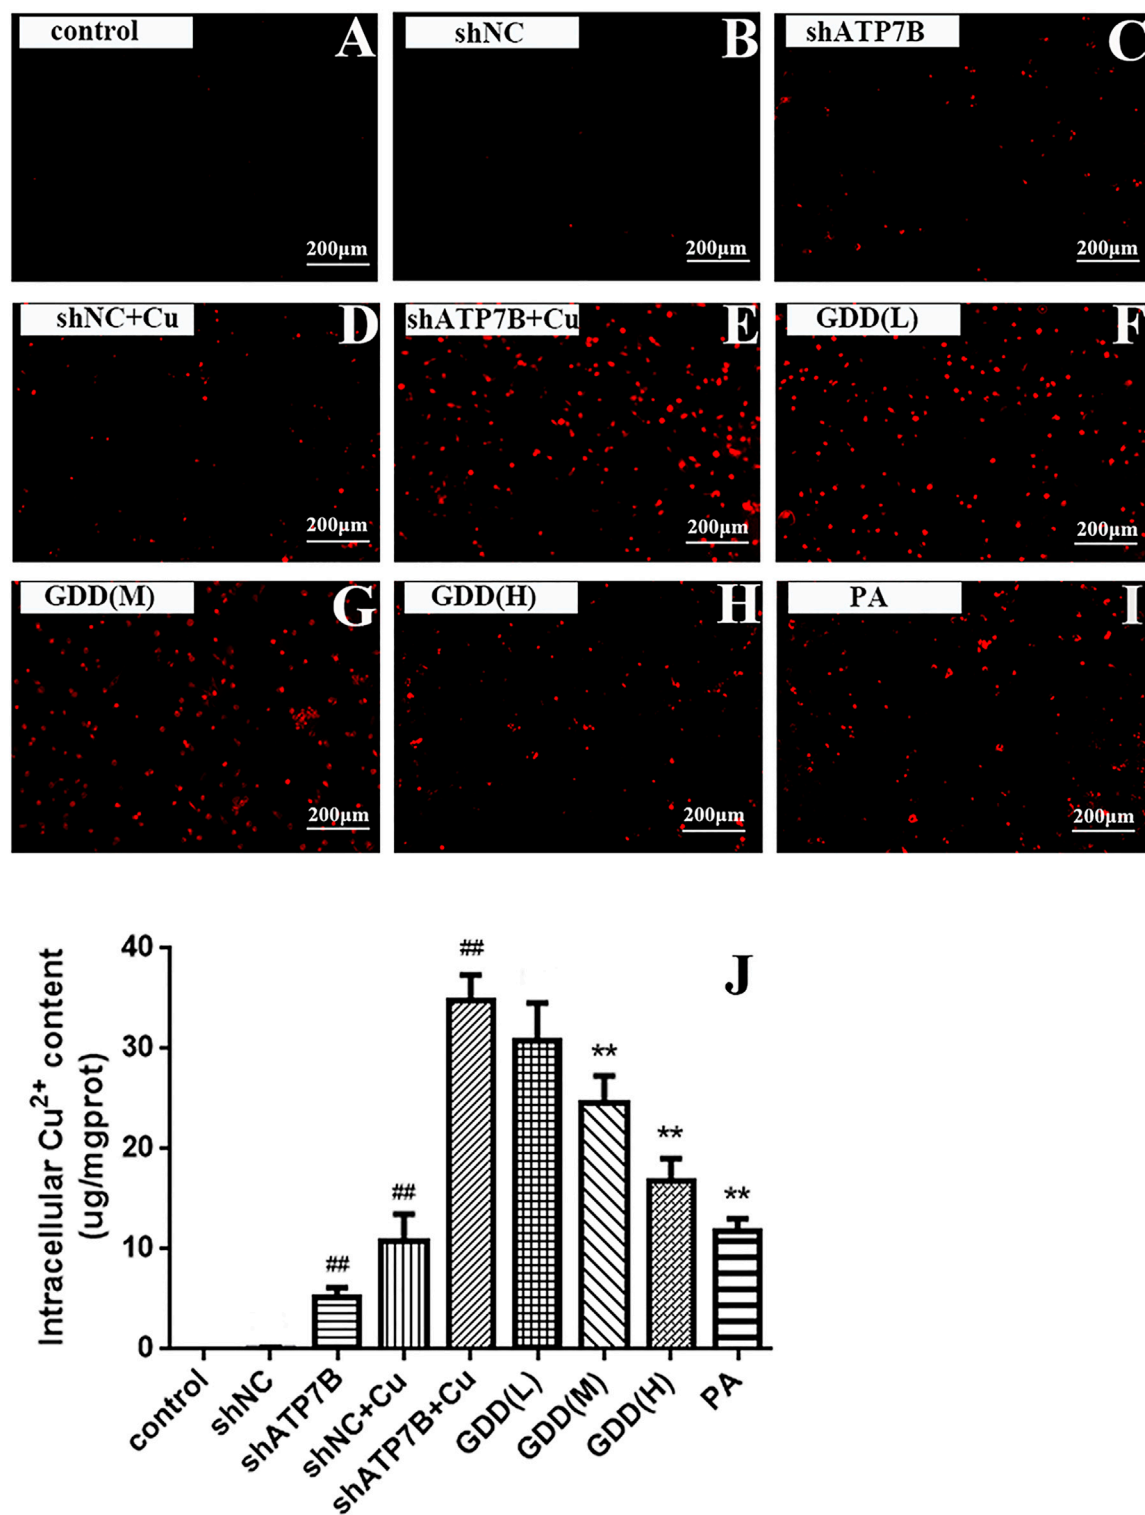 control A
shNC B
shATP7B C
200μm
200μm
200μm
shNC+Cu D
shATP7B+Cu E
GDD(L) F
200μm
200μm
200μm
GDD(M) G
GDD(H) H
PA I
200μm
200μm
200μm
J
Intracellular Cu²⁺ content
(ug/mgprot)
40
30
20
10
0
##
##
##
**
**
**
control
shNC
shATP7B
shNC+Cu
shATP7B+Cu
GDD(L)
GDD(M)
GDD(H)
PA